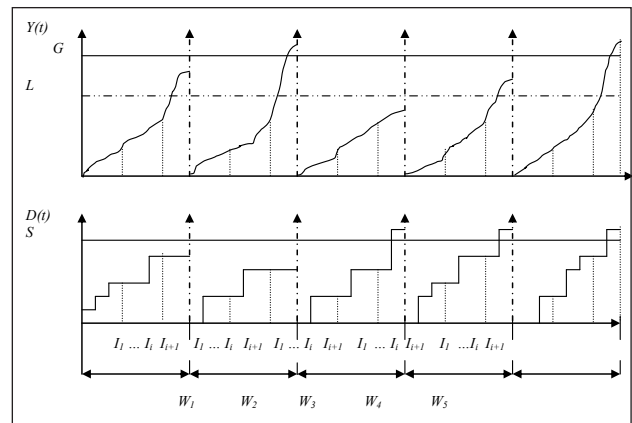 Y(t)
G
L
D(t)
S
I1 ... Ii Ii+1 I1 ... Ii Ii+1 I1 ... Ii Ii+1 I1 ... Ii Ii+1 I1 ...Ii Ii+1
W1 W2 W3 W4 W5